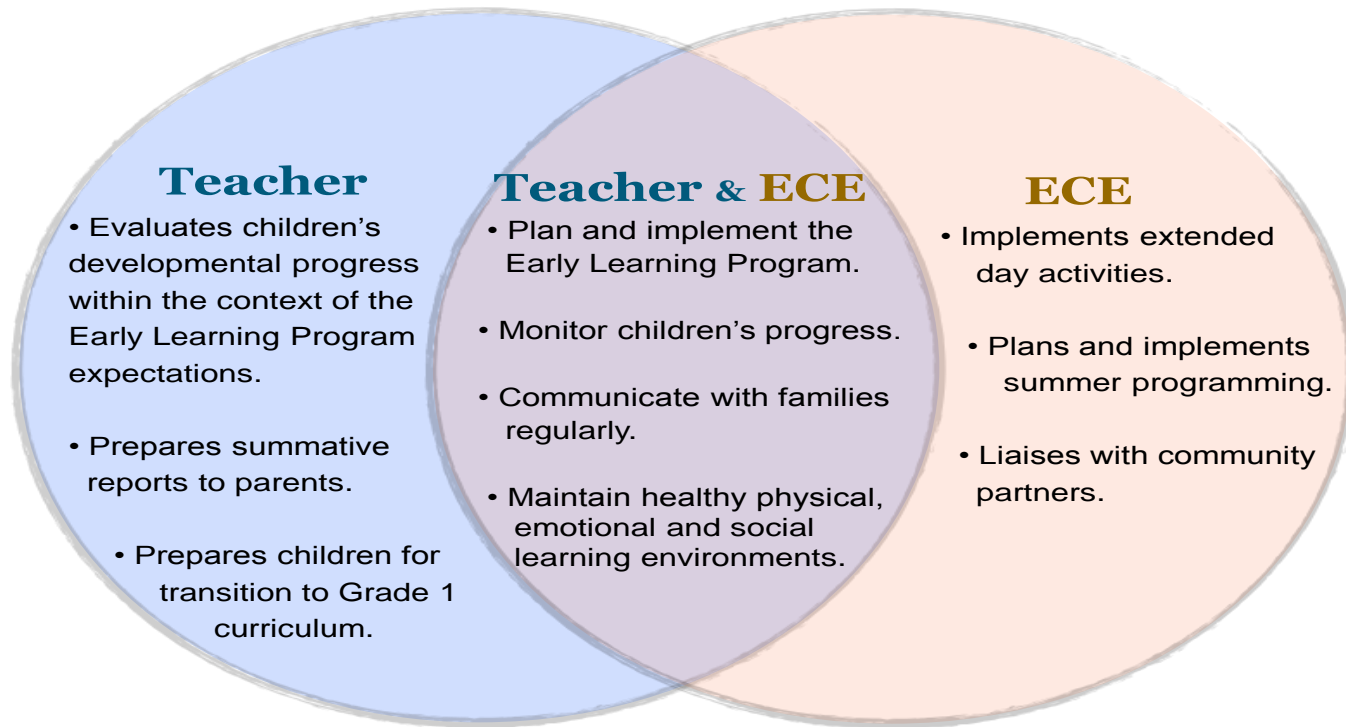 Teacher
• Evaluates children’s
developmental progress
within the context of the
Early Learning Program
expectations.
• Prepares summative
reports to parents.
• Prepares children for
transition to Grade 1
curriculum.
Teacher & ECE
• Plan and implement the
Early Learning Program.
• Monitor children’s progress.
• Communicate with families
regularly.
• Maintain healthy physical,
emotional and social
learning environments.
ECE
• Implements extended
day activities.
• Plans and implements
summer programming.
• Liaises with community
partners.